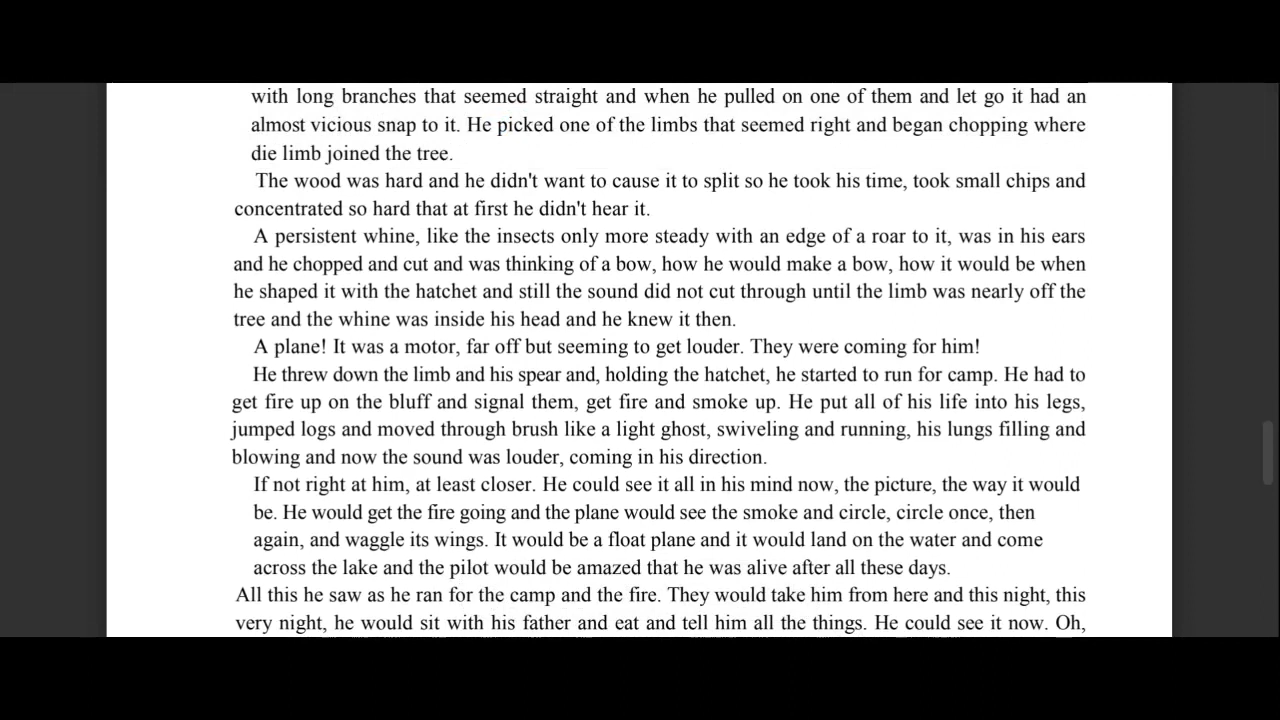 with long branches that seemed straight and when he pulled on one of them and let go it had an
almost vicious snap to it. He picked one of the limbs that seemed right and began chopping where
die limb joined the tree.
The wood was hard and he didn't want to cause it to split so he took his time, took small chips and
concentrated so hard that at first he didn't hear it.
A persistent whine, like the insects only more steady with an edge of a roar to it, was in his ears
and he chopped and cut and was thinking of a bow, how he would make a bow, how it would be when
he shaped it with the hatchet and still the sound did not cut through until the limb was nearly off the
tree and the whine was inside his head and he knew it then.
A plane! It was a motor, far off but seeming to get louder. They were coming for him!
He threw down the limb and his spear and, holding the hatchet, he started to run for camp. He had to
get fire up on the bluff and signal them, get fire and smoke up. He put all of his life into his legs,
jumped logs and moved through brush like a light ghost, swiveling and running, his lungs filling and
blowing and now the sound was louder, coming in his direction.
If not right at him, at least closer. He could see it all in his mind now, the picture, the way it would
be. He would get the fire going and the plane would see the smoke and circle, circle once, then
again, and waggle its wings. It would be a float plane and it would land on the water and come
across the lake and the pilot would be amazed that he was alive after all these days.
All this he saw as he ran for the camp and the fire. They would take him from here and this night, this
very night, he would sit with his father and eat and tell him all the things. He could see it now. Oh,